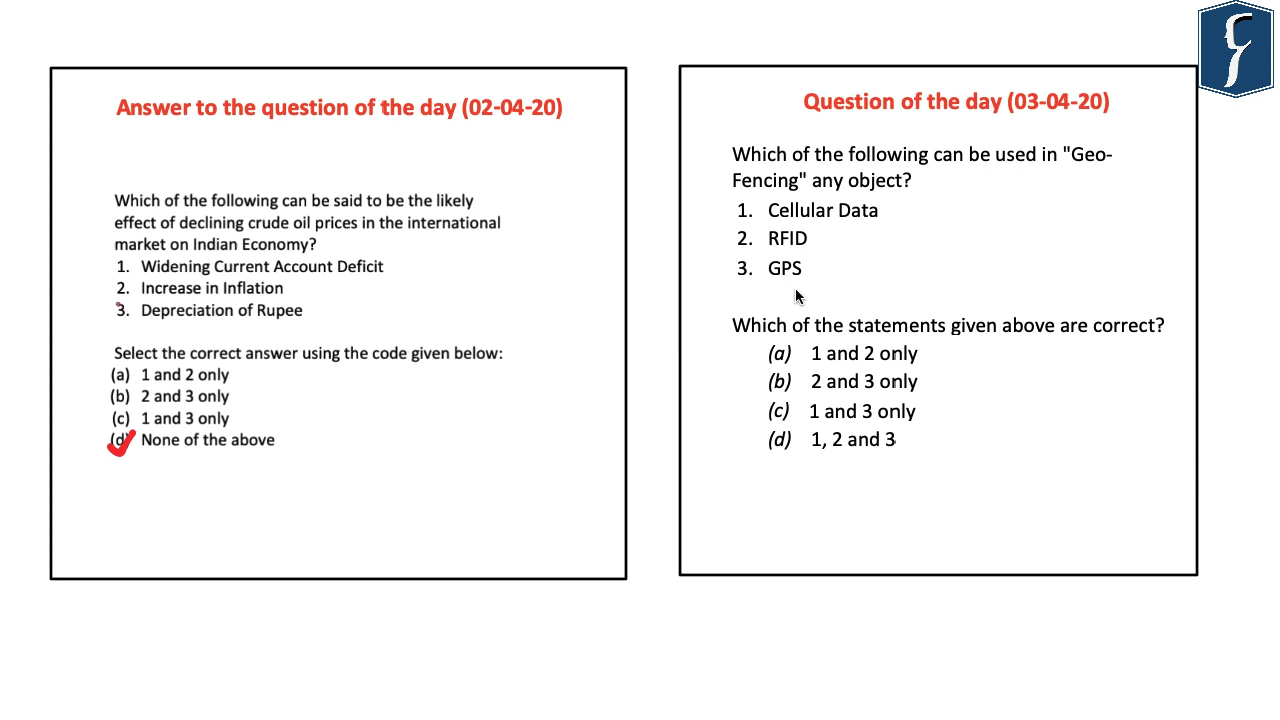 Answer to the question of the day (02-04-20)
Which of the following can be said to be the likely
effect of declining crude oil prices in the international
market on Indian Economy?
1. Widening Current Account Deficit
2. Increase in Inflation
3. Depreciation of Rupee
Select the correct answer using the code given below:
(a) 1 and 2 only
(b) 2 and 3 only
(c) 1 and 3 only
(d) None of the above
Question of the day (03-04-20)
Which of the following can be used in "Geo-
Fencing" any object?
1. Cellular Data
2. RFID
3. GPS
Which of the statements given above are correct?
(a) 1 and 2 only
(b) 2 and 3 only
(c) 1 and 3 only
(d) 1, 2 and 3